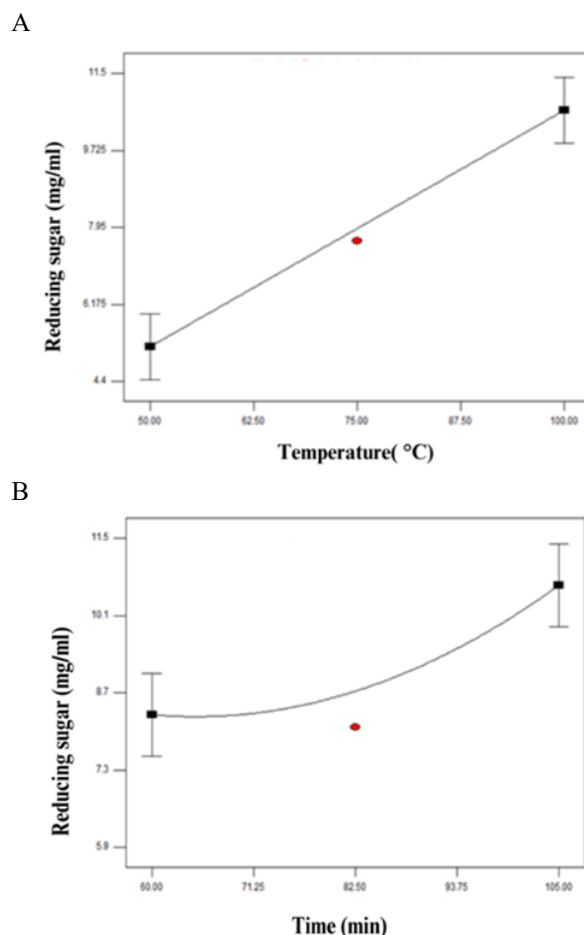 A
11.5
9.725
7.95
6.175
4.4
Reducing sugar (mg/ml)
50.00 62.50 75.00 87.50 100.00
Temperature( °C)
B
11.5
10.1
8.7
7.3
5.9
Reducing sugar (mg/ml)
60.00 71.25 82.50 93.75 105.00
Time (min)